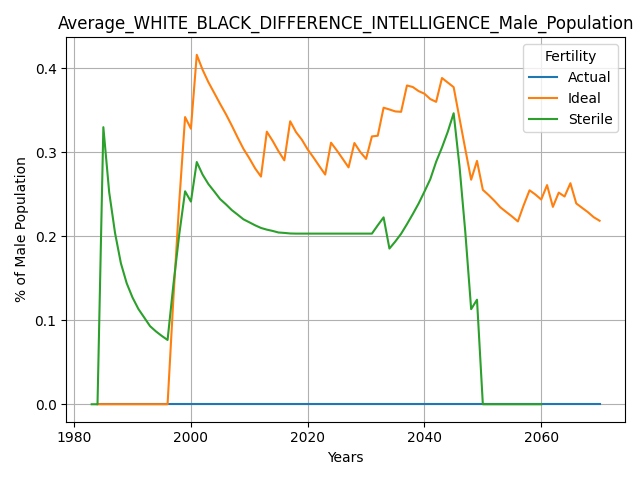 Average_WHITE_BLACK_DIFFERENCE_INTELLIGENCE_Male_Population
% of Male Population
0.4
0.3
0.2
0.1
0.0
Fertility
Actual
Ideal
Sterile
1980
2000
2020
2040
2060
Years